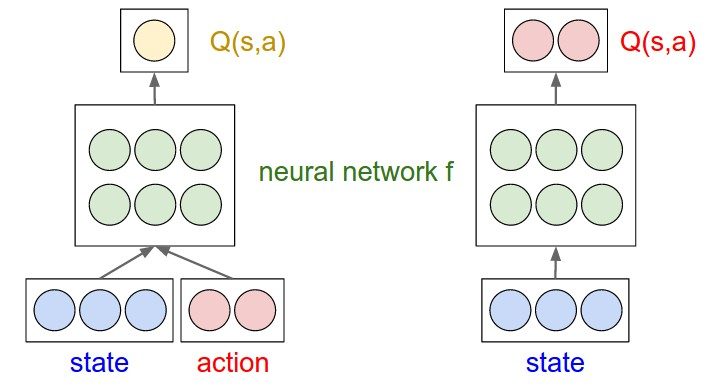 Q(s,a)
Q(s,a)
neural network f
state
action
state